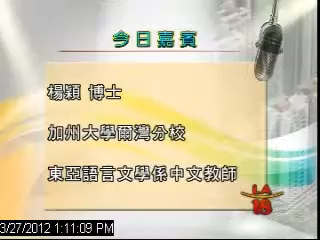 今日嘉賓
楊穎 博士
加州大學爾灣分校
東亞語言文學係中文教師
LA
3/27/2012 1:11:09 PM